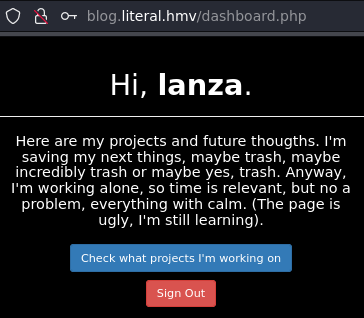 blog.literal.hmv/dashboard.php
Hi, lanza.
Here are my projects and future thougths. I'm
saving my next things, maybe trash, maybe
incredibly trash or maybe yes, trash. Anyway,
I'm working alone, so time is relevant, but no a
problem, everything with calm. (The page is
ugly, I'm still learning).
Check what projects I'm working on
Sign Out